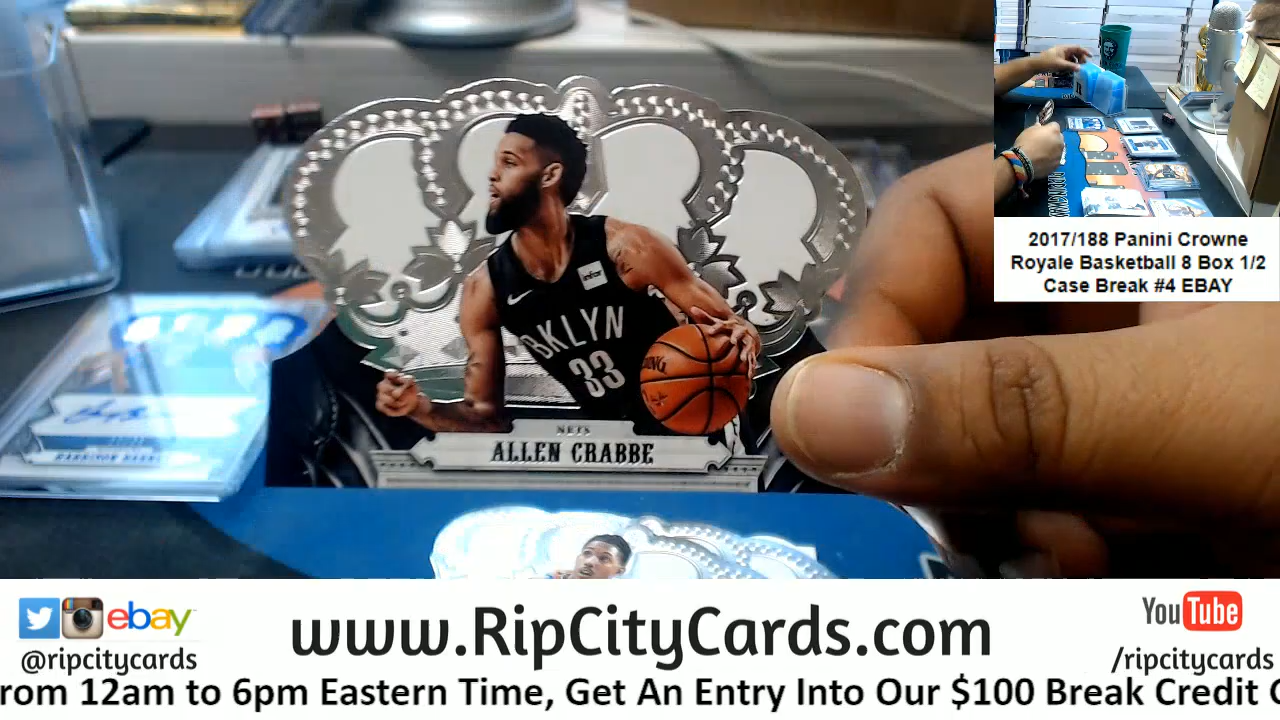 BKLYN
33
infor
NETS
ALLEN CRABBE
2017/188 Panini Crowne
Royale Basketball 8 Box 1/2
Case Break #4 EBAY
ebay
@ripcitycards
www.RipCityCards.com
YouTube
/ripcitycards
rom 12am to 6pm Eastern Time, Get An Entry Into Our $100 Break Credit